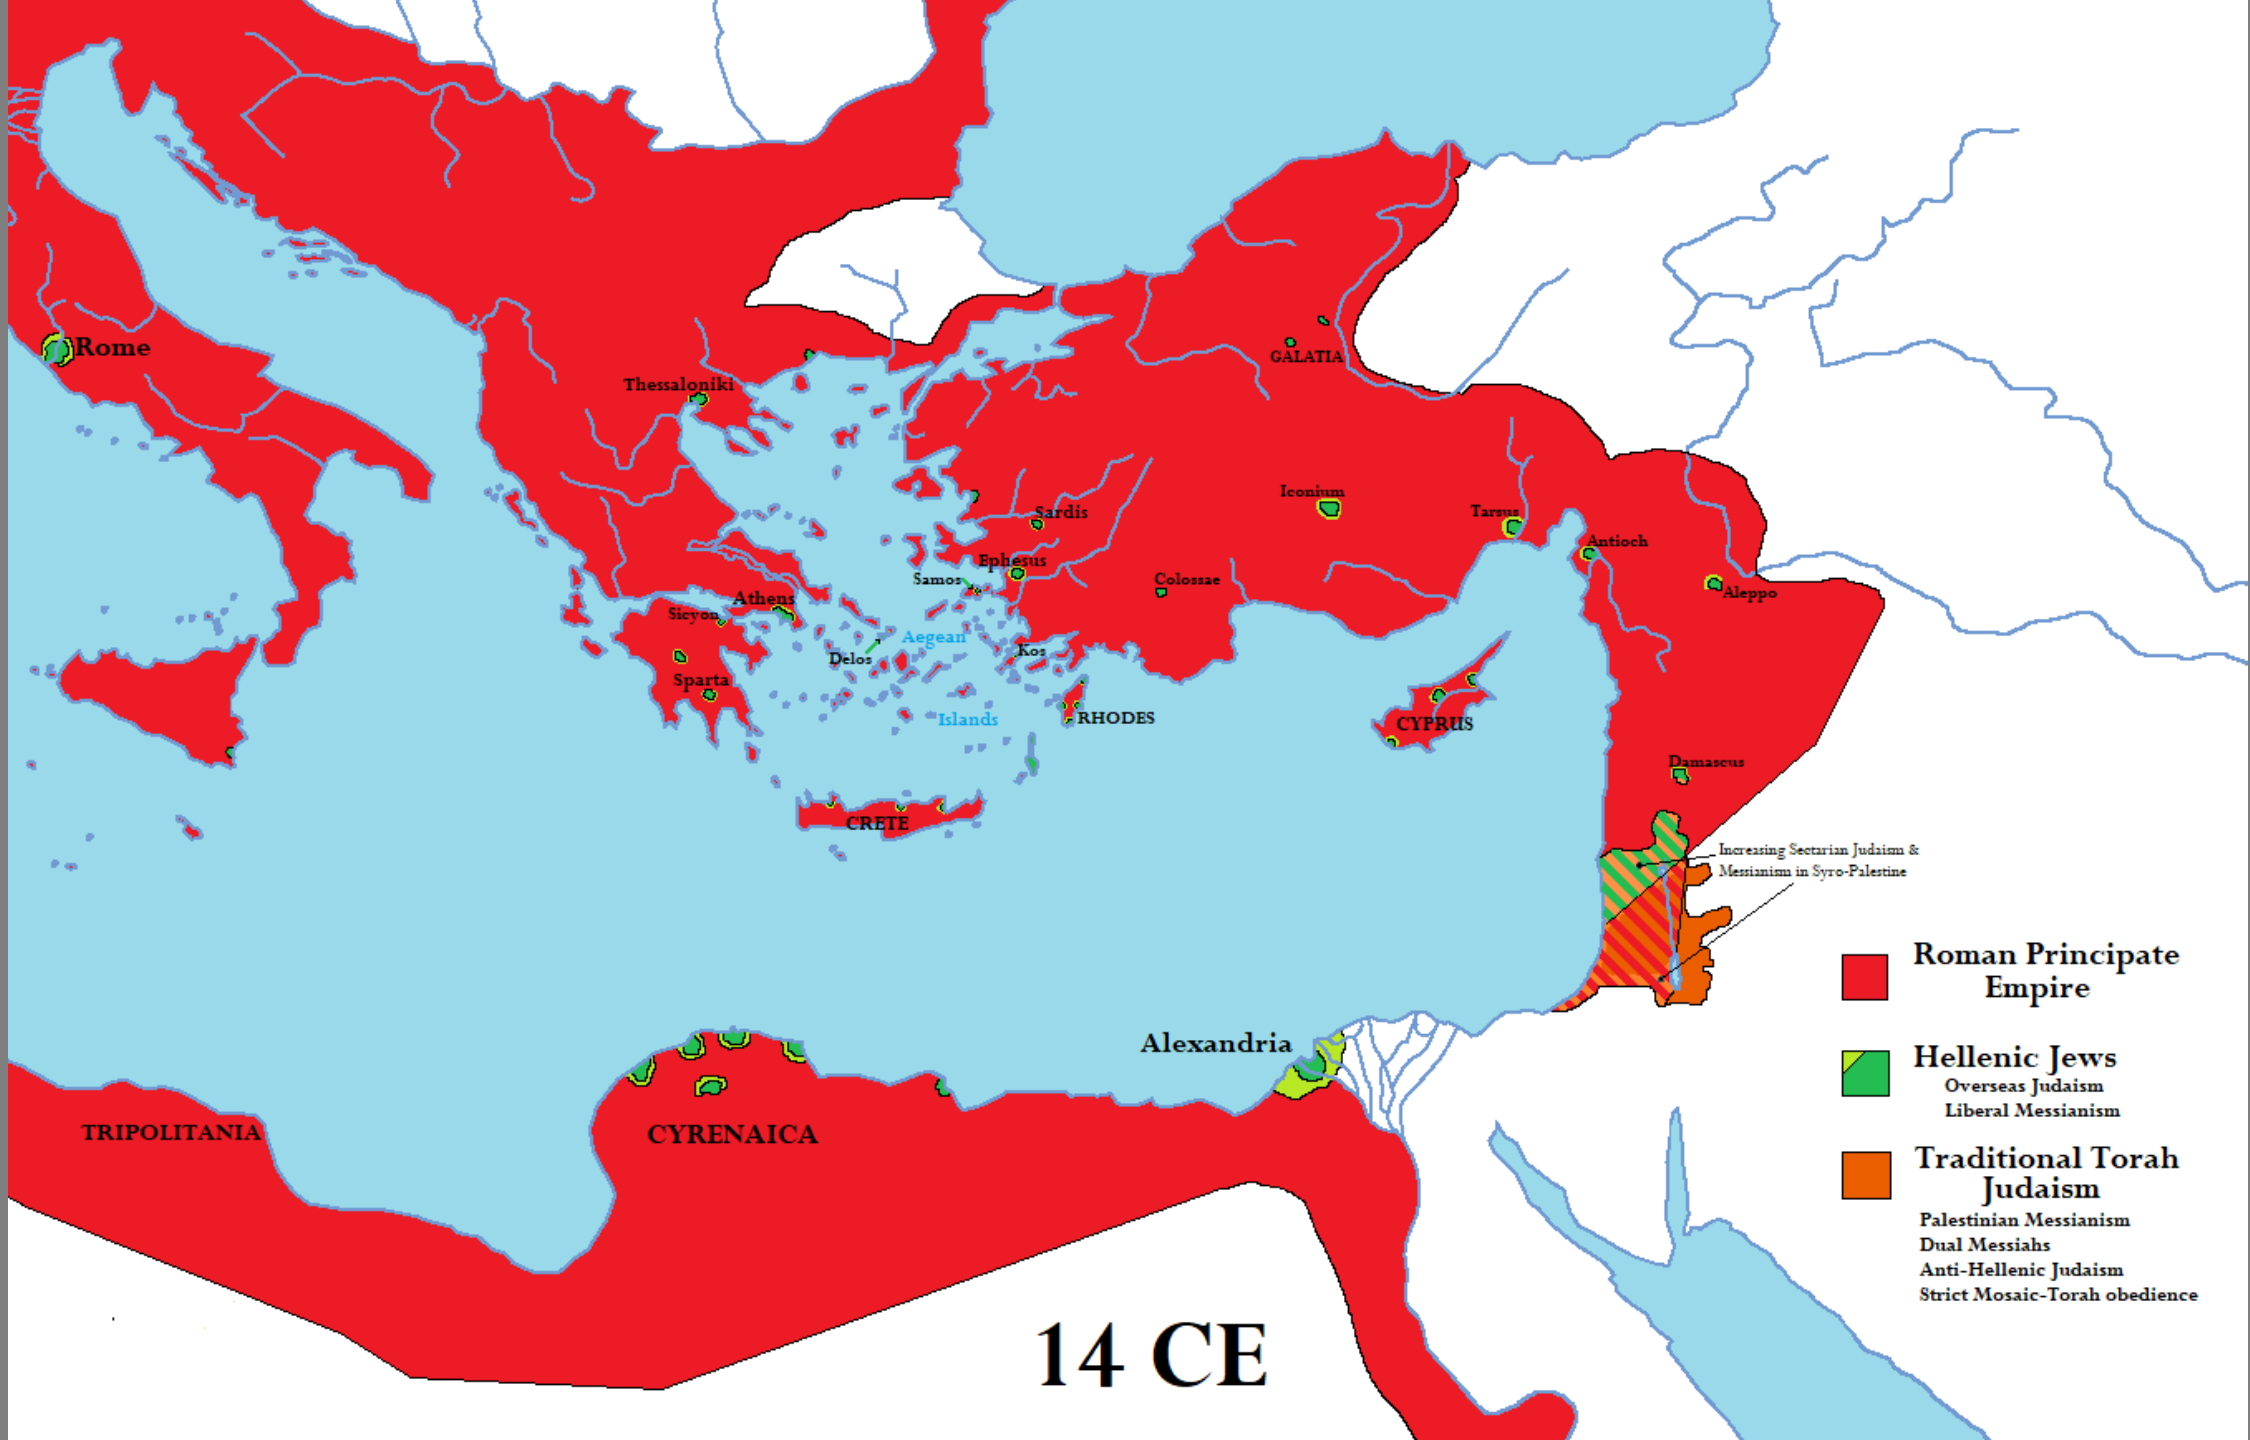 Rome
Thessaloniki
GALATIA
Iconium
Tarsus
Sardis
Antioch
Ephesus
Samos
Colossae
Aleppo
Athens
Sicyon
Aegean
Delos
Kos
Sparta
Islands
RHODES
CYPRUS
Damascus
CRETE
Increasing Sectarian Judaism &
Messianism in Syro-Palestine
Roman Principate
Empire
Alexandria
Hellenic Jews
Overseas Judaism
Liberal Messianism
TRIPOLITANIA
CYRENAICA
Traditional Torah
Judaism
Palestinian Messianism
Dual Messiahs
Anti-Hellenic Judaism
Strict Mosaic-Torah obedience
14 CE